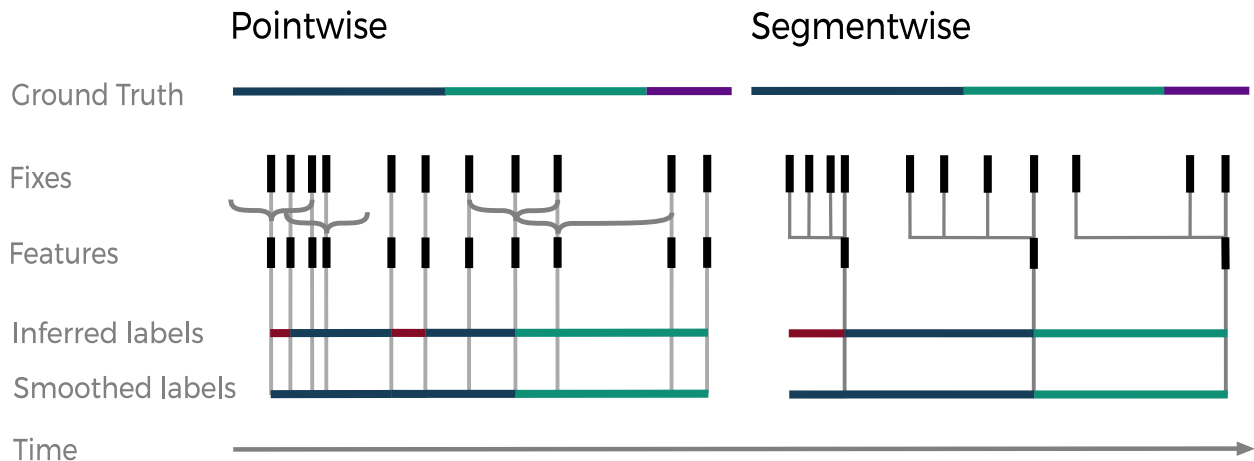 Pointwise
Segmentwise
Ground Truth
Fixes
Features
Inferred labels
Smoothed labels
Time